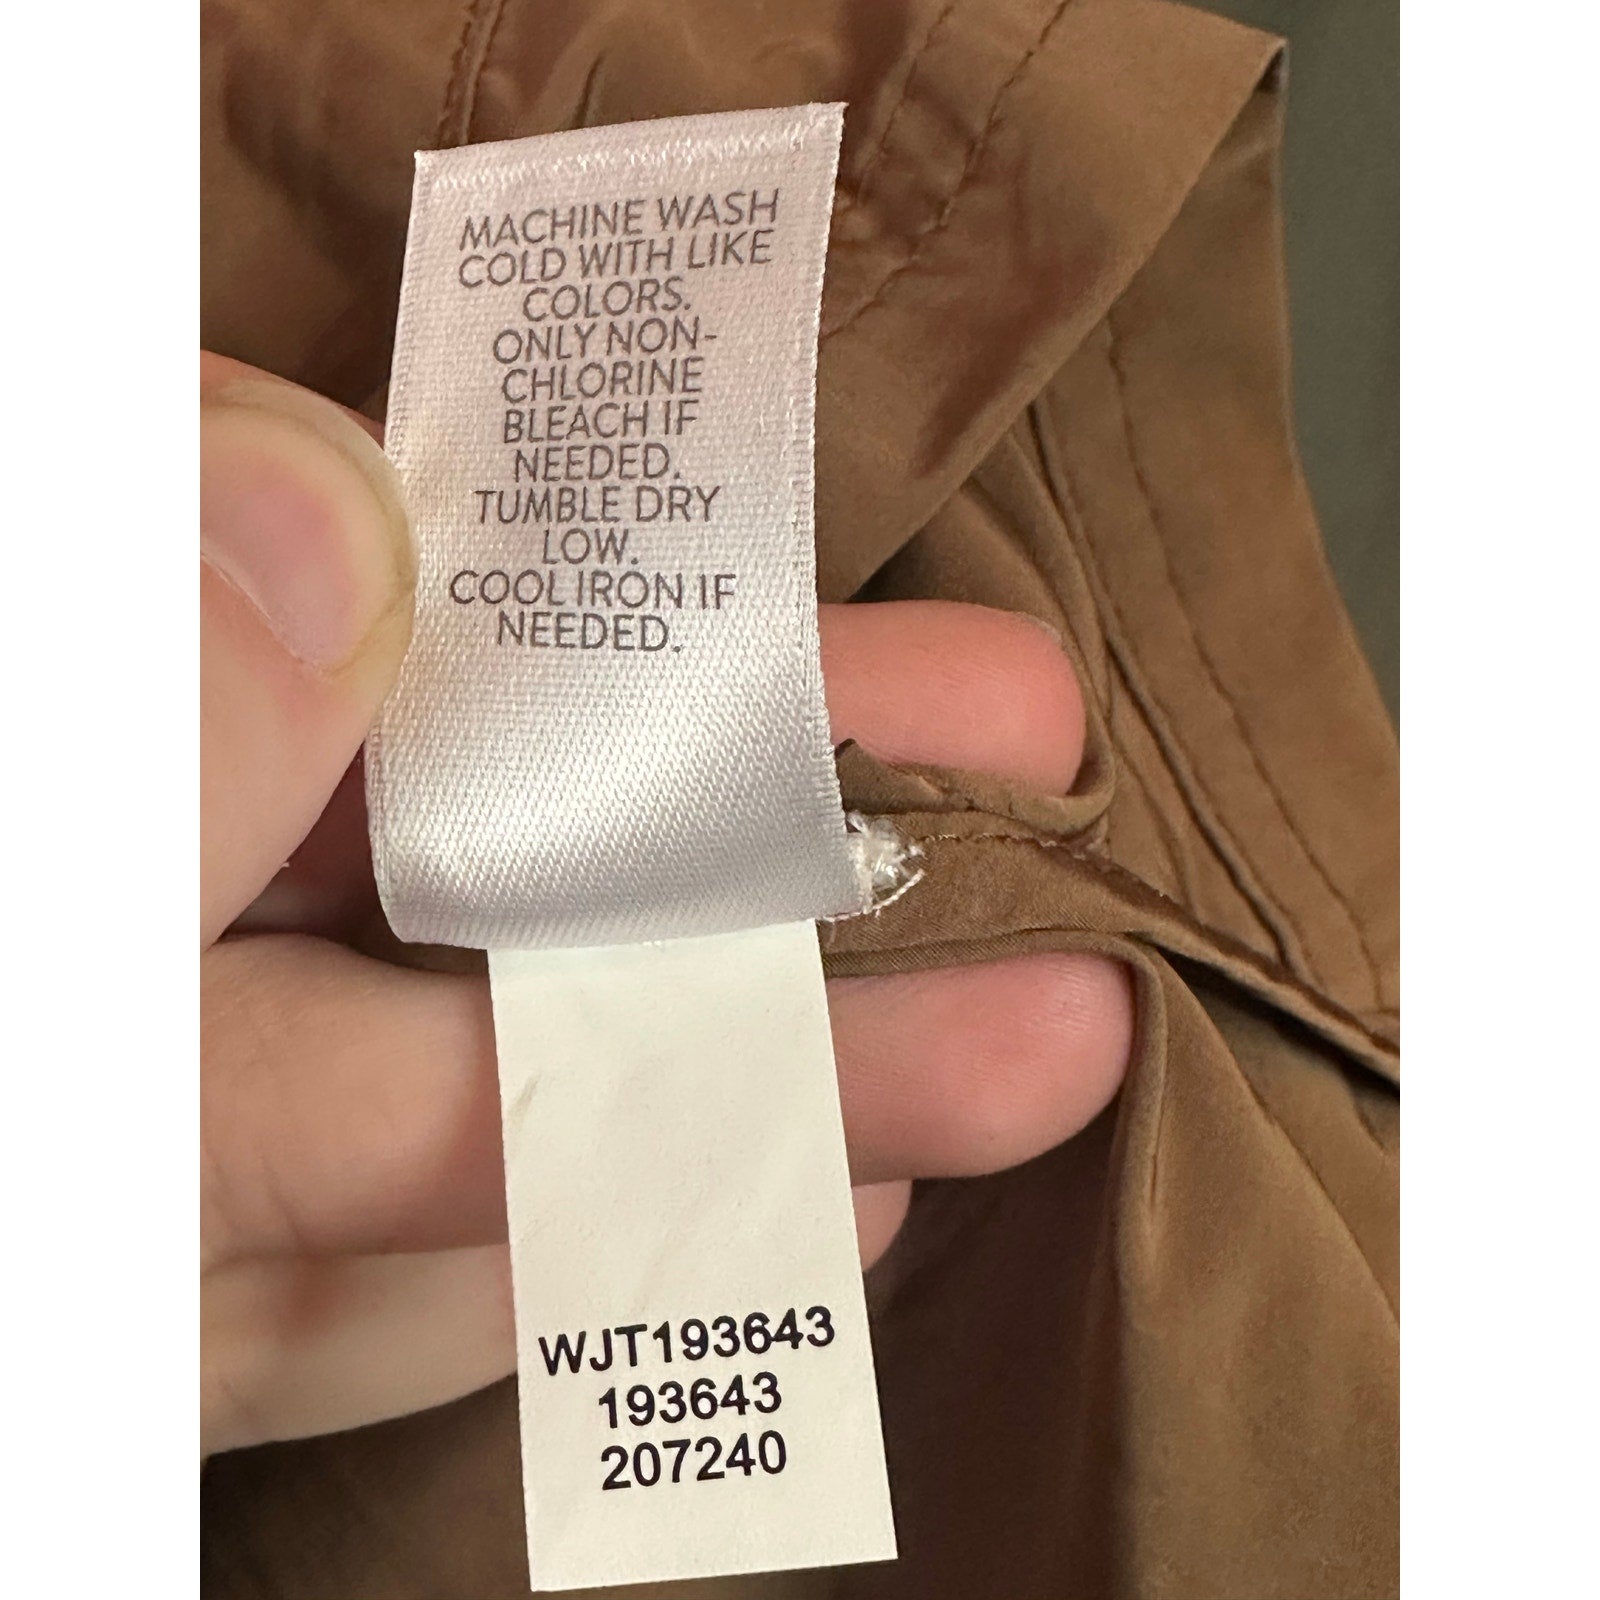 MACHINE WASH
COLD WITH LIKE
COLORS.
ONLY NON-
CHLORINE
BLEACH IF
NEEDED.
TUMBLE DRY
LOW.
COOL IRON IF
NEEDED.
WJT193643
193643
207240